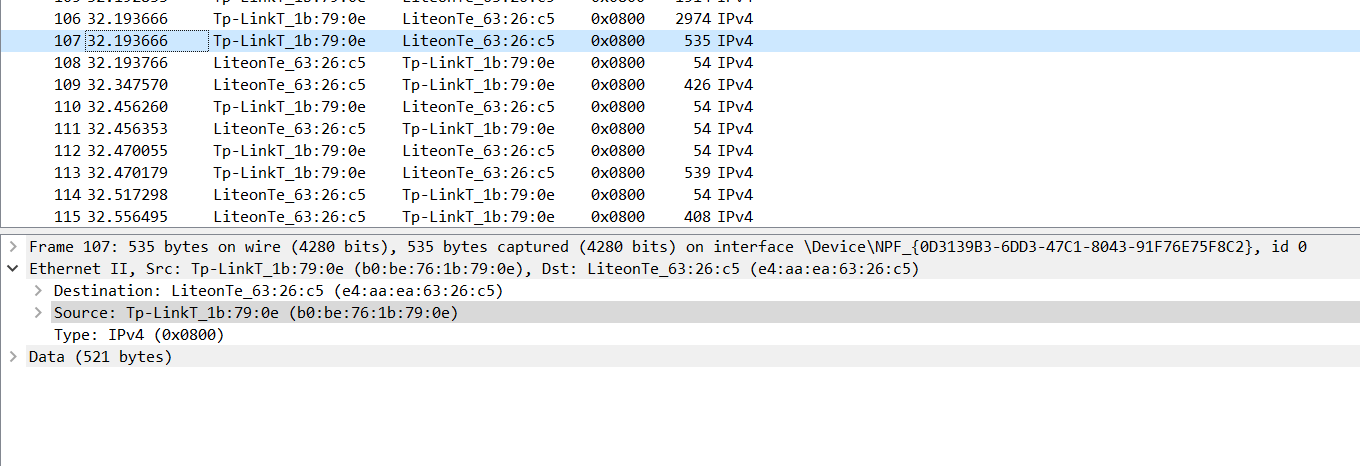 106 32.193666 Tp-LinkT_1b:79:0e LiteonTe_63:26:c5 0x0800 2974 IPv4
107 32.193666 Tp-LinkT_1b:79:0e LiteonTe_63:26:c5 0x0800 535 IPv4
108 32.193766 LiteonTe_63:26:c5 Tp-LinkT_1b:79:0e 0x0800 54 IPv4
109 32.347570 LiteonTe_63:26:c5 Tp-LinkT_1b:79:0e 0x0800 426 IPv4
110 32.456260 Tp-LinkT_1b:79:0e LiteonTe_63:26:c5 0x0800 54 IPv4
111 32.456353 LiteonTe_63:26:c5 Tp-LinkT_1b:79:0e 0x0800 54 IPv4
112 32.470055 Tp-LinkT_1b:79:0e LiteonTe_63:26:c5 0x0800 54 IPv4
113 32.470179 Tp-LinkT_1b:79:0e LiteonTe_63:26:c5 0x0800 539 IPv4
114 32.517298 LiteonTe_63:26:c5 Tp-LinkT_1b:79:0e 0x0800 54 IPv4
115 32.556495 LiteonTe_63:26:c5 Tp-LinkT_1b:79:0e 0x0800 408 IPv4
Frame 107: 535 bytes on wire (4280 bits), 535 bytes captured (4280 bits) on interface \Device\NPF_{0D3139B3-6DD3-47C1-8043-91F76E75F8C2}, id 0
Ethernet II, Src: Tp-LinkT_1b:79:0e (b0:be:76:1b:79:0e), Dst: LiteonTe_63:26:c5 (e4:aa:ea:63:26:c5)
Destination: LiteonTe_63:26:c5 (e4:aa:ea:63:26:c5)
Source: Tp-LinkT_1b:79:0e (b0:be:76:1b:79:0e)
Type: IPv4 (0x0800)
Data (521 bytes)